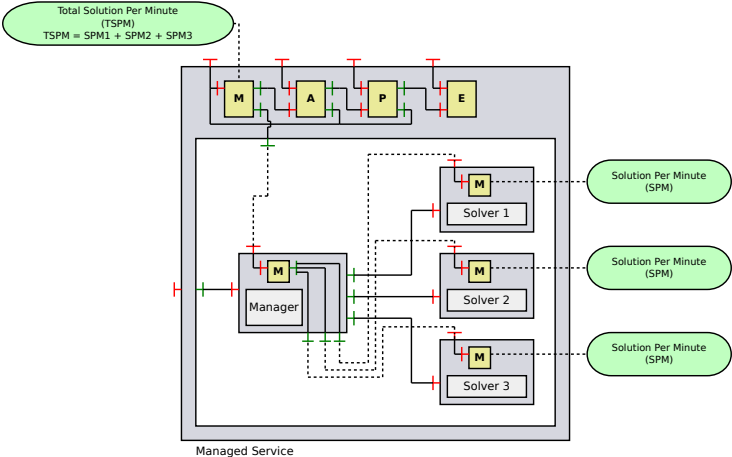 Total Solution Per Minute
(TSPM)
TSPM = SPM1 + SPM2 + SPM3
M
A
P
E
M
Solver 1
Solution Per Minute
(SPM)
M
Manager
M
Solver 2
Solution Per Minute
(SPM)
M
Solver 3
Solution Per Minute
(SPM)
Managed Service